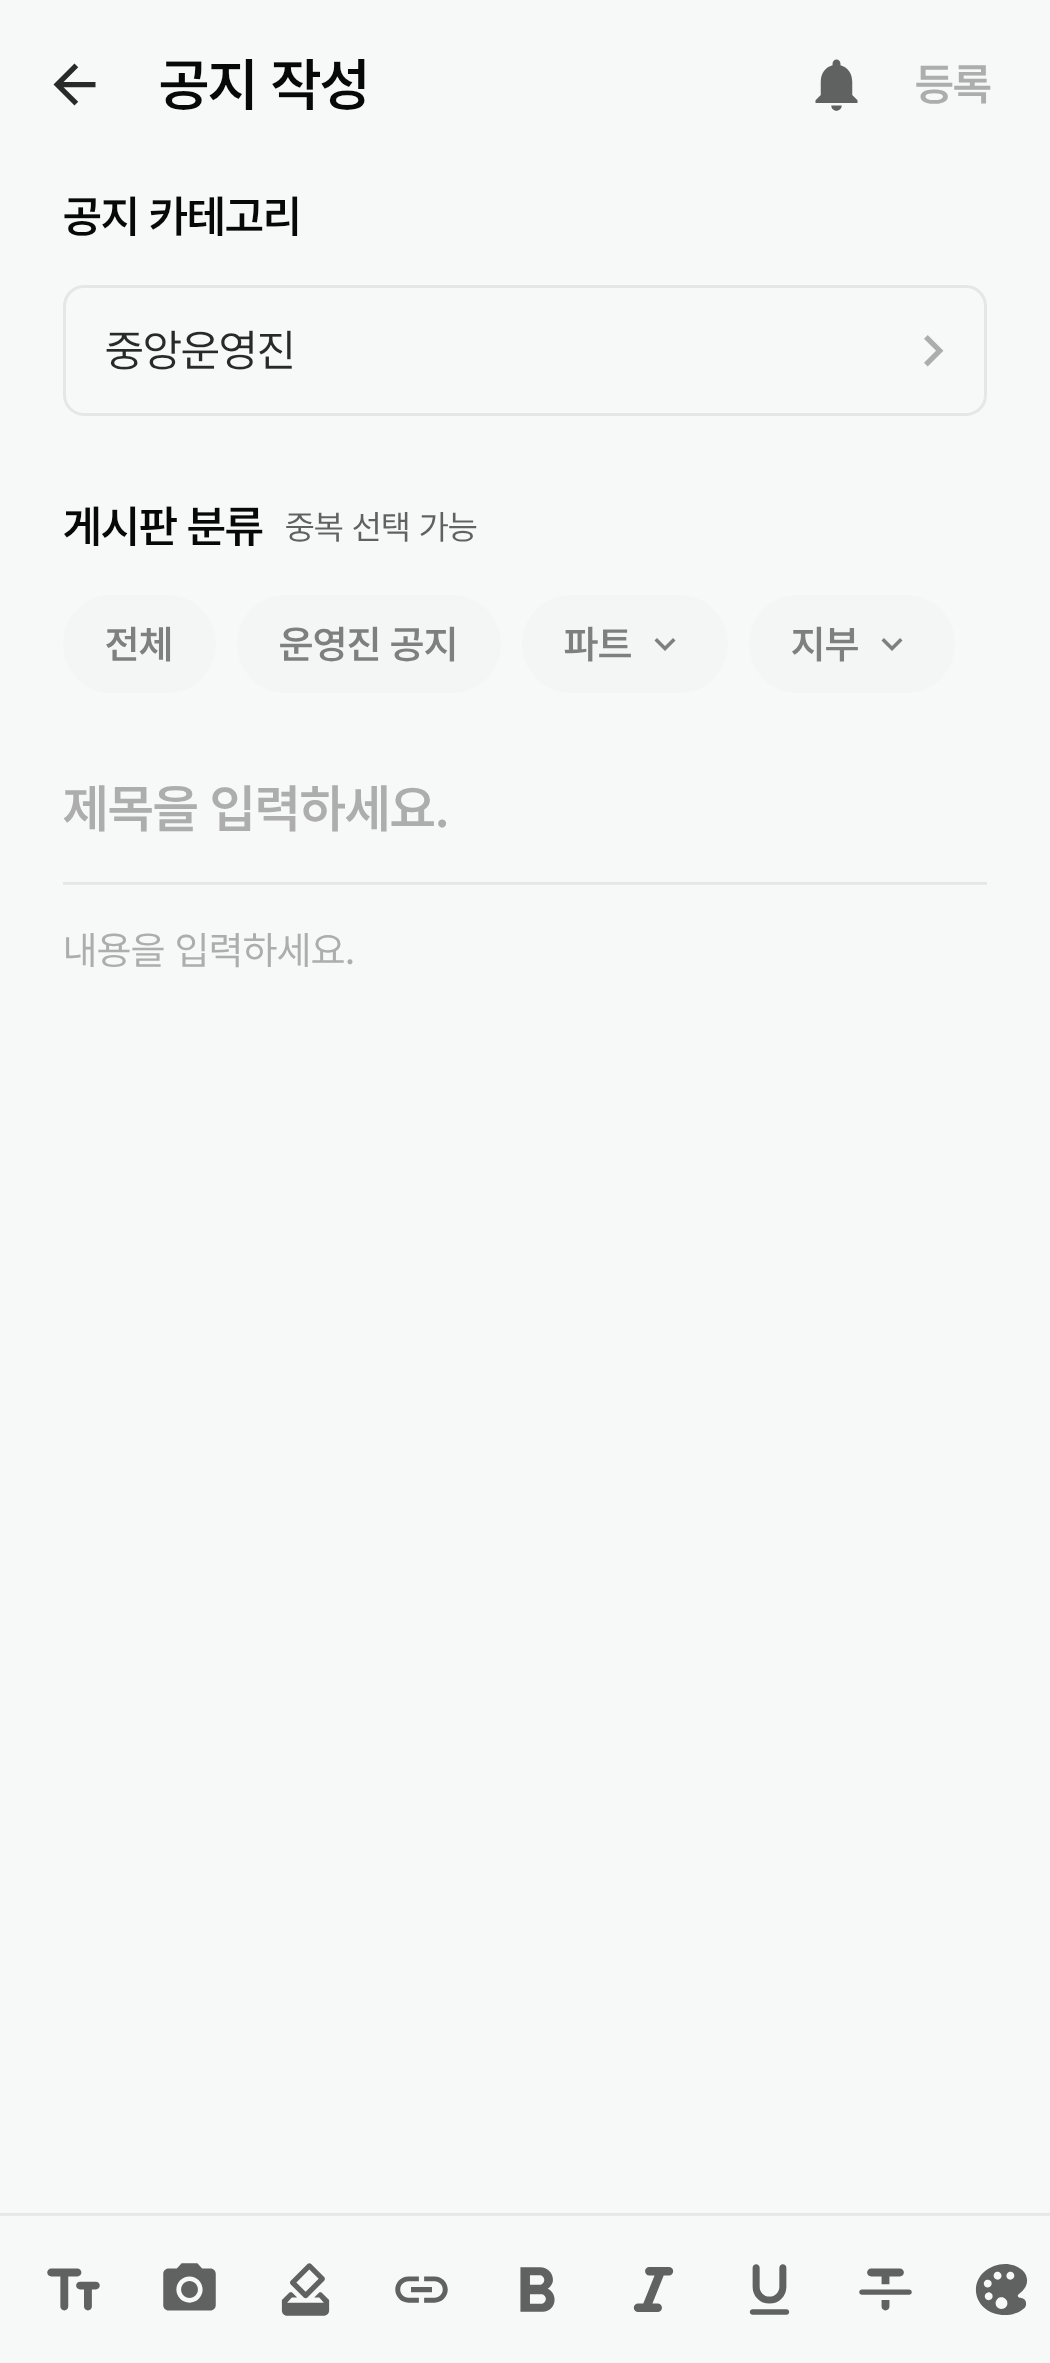 공지 작성
등록
공지 카테고리
중앙운영진
게시판 분류 중복 선택 가능
전체 운영진 공지 파트 지부
제목을 입력하세요.
내용을 입력하세요.